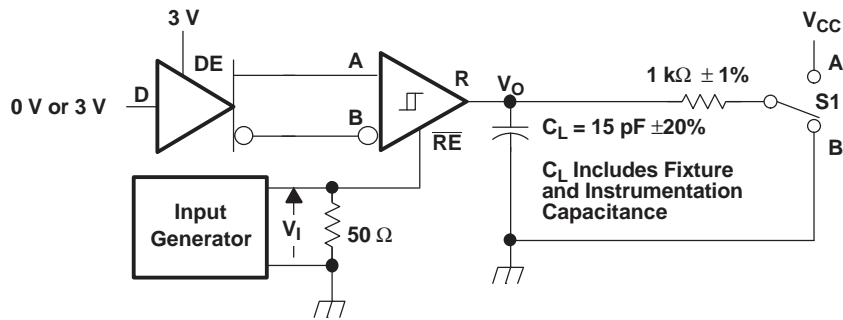 3 V
DE
0 V or 3 V
D
A
B
R
RE
V_O
1 kΩ ± 1%
V_CC
A
S1
B
C_L = 15 pF ±20%
C_L Includes Fixture
and Instrumentation
Capacitance
Input
Generator
V_I
50 Ω